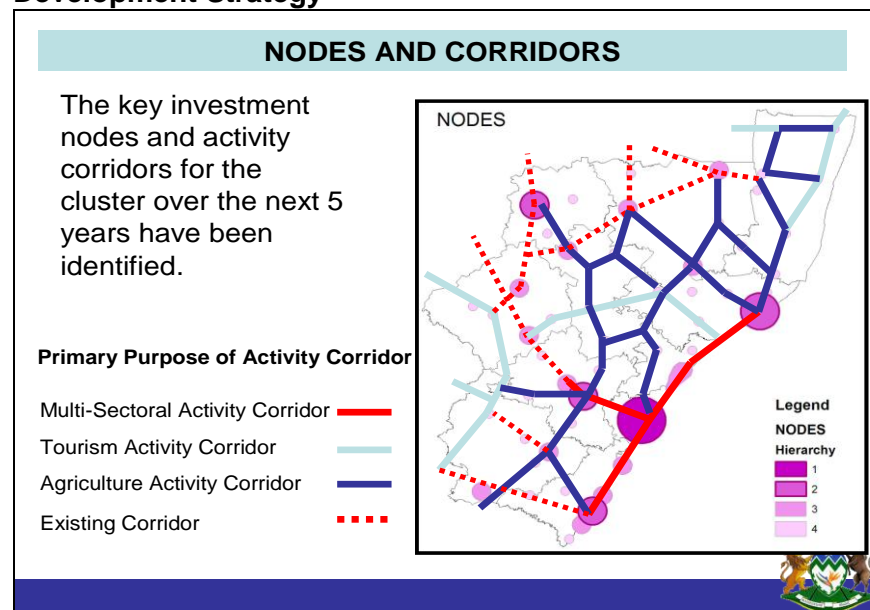 Development Strategy
NODES AND CORRIDORS
The key investment
nodes and activity
corridors for the
cluster over the next 5
years have been
identified.
Primary Purpose of Activity Corridor
Multi-Sectoral Activity Corridor
Tourism Activity Corridor
Agriculture Activity Corridor
Existing Corridor
NODES
Legend
NODES
Hierarchy
1
2
3
4